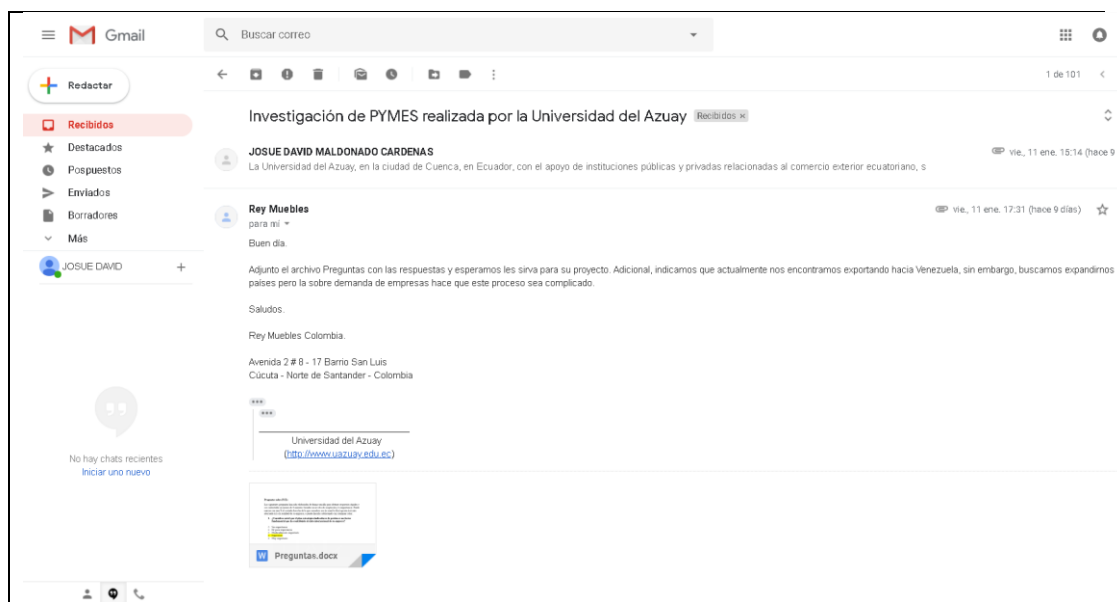 Gmail
Buscar correo
Redactar
1 de 101
Recibidos
Destacados
Pospuestos
Enviados
Borradores
Más
JOSUE DAVID
No hay chats recientes
Iniciar uno nuevo
Investigación de PYMES realizada por la Universidad del Azuay Recibidos ×
JOSUE DAVID MALDONADO CARDENAS vie., 11 ene. 15:14 (hace 9
La Universidad del Azuay, en la ciudad de Cuenca, en Ecuador, con el apoyo de instituciones públicas y privadas relacionadas al comercio exterior ecuatoriano, s
Rey Muebles vie., 11 ene. 17:31 (hace 9 días)
para mí
Buen día.
Adjunto el archivo Preguntas con las respuestas y esperamos les sirva para su proyecto. Adicional, indicamos que actualmente nos encontramos exportando hacia Venezuela, sin embargo, buscamos expandirnos
países pero la sobre demanda de empresas hace que este proceso sea complicado.
Saludos.
Rey Muebles Colombia.
Avenida 2 # 8 - 17 Barrio San Luis
Cúcuta - Norte de Santander - Colombia
Universidad del Azuay
(http://www.uazuay.edu.ec)
W Preguntas.docx